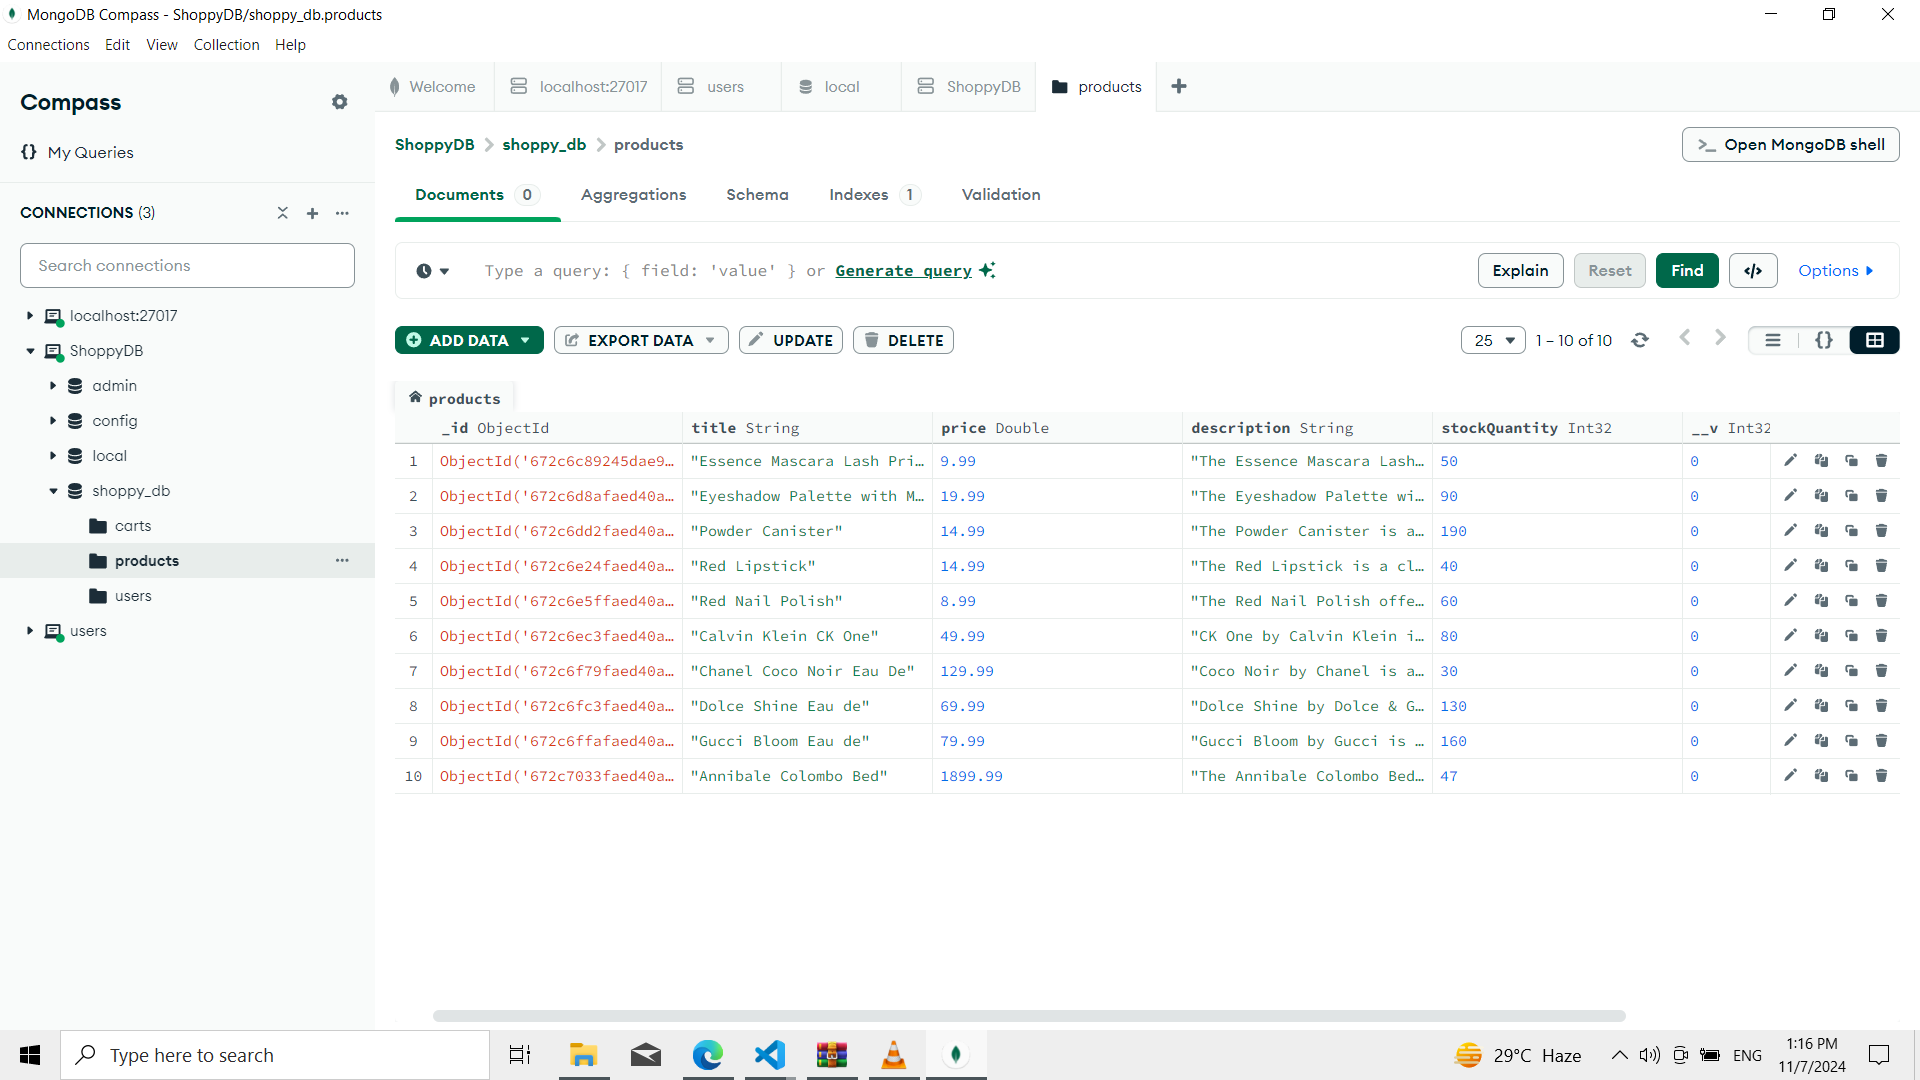 MongoDB Compass - ShoppyDB/shoppy_db.products
Connections Edit View Collection Help
Compass
{} My Queries
CONNECTIONS (3)
Search connections
localhost:27017
ShoppyDB
admin
config
local
shoppy_db
carts
products
users
users
Welcome localhost:27017 users local ShoppyDB products
ShoppyDB > shoppy_db > products
>_ Open MongoDB shell
Documents 0 Aggregations Schema Indexes 1 Validation
Type a query: { field: 'value' } or Generate query
Explain Reset Find </> Options
ADD DATA EXPORT DATA UPDATE DELETE
25 1 – 10 of 10 {}
products
_id ObjectId title String price Double description String stockQuantity Int32 __v Int32
1 ObjectId('672c6c89245dae9… "Essence Mascara Lash Pri… 9.99 "The Essence Mascara Lash… 50 0
2 ObjectId('672c6d8afaed40a… "Eyeshadow Palette with M… 19.99 "The Eyeshadow Palette wi… 90 0
3 ObjectId('672c6dd2faed40a… "Powder Canister" 14.99 "The Powder Canister is a… 190 0
4 ObjectId('672c6e24faed40a… "Red Lipstick" 14.99 "The Red Lipstick is a cl… 40 0
5 ObjectId('672c6e5ffaed40a… "Red Nail Polish" 8.99 "The Red Nail Polish offe… 60 0
6 ObjectId('672c6ec3faed40a… "Calvin Klein CK One" 49.99 "CK One by Calvin Klein i… 80 0
7 ObjectId('672c6f79faed40a… "Chanel Coco Noir Eau De" 129.99 "Coco Noir by Chanel is a… 30 0
8 ObjectId('672c6fc3faed40a… "Dolce Shine Eau de" 69.99 "Dolce Shine by Dolce & G… 130 0
9 ObjectId('672c6ffafaed40a… "Gucci Bloom Eau de" 79.99 "Gucci Bloom by Gucci is … 160 0
10 ObjectId('672c7033faed40a… "Annibale Colombo Bed" 1899.99 "The Annibale Colombo Bed… 47 0
Type here to search
29°C Haze
ENG
1:16 PM
11/7/2024